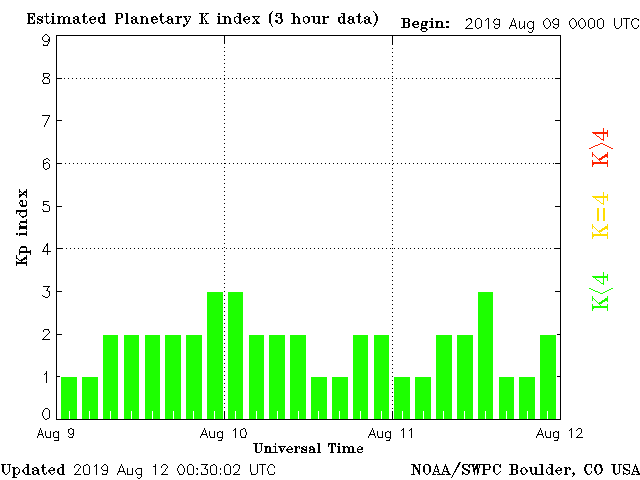 Estimated Planetary K index (3 hour data)
Begin: 2019 Aug 09 0000 UTC
9
8
7
6
5
4
3
2
1
0
Kp index
K>4
K=4
K<4
Aug 9
Aug 10
Aug 11
Aug 12
Universal Time
Updated 2019 Aug 12 00:30:02 UTC
NOAA/SWPC Boulder, CO USA